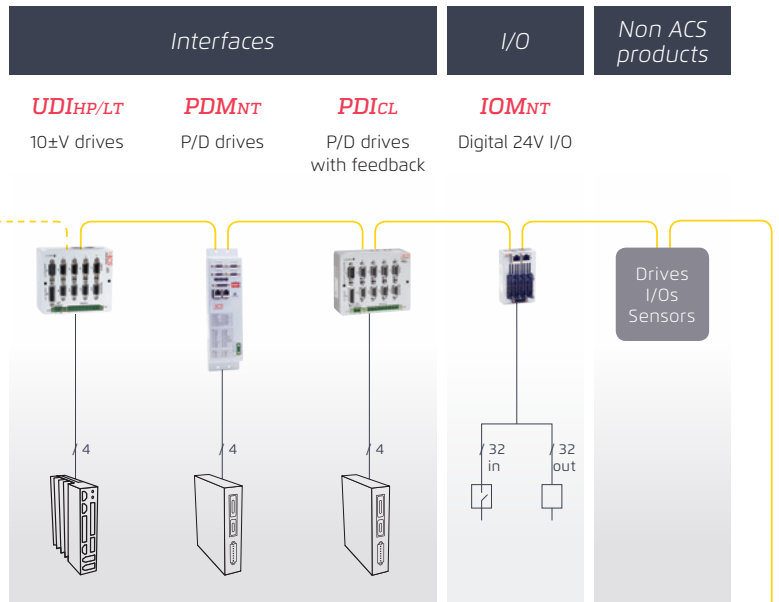 Interfaces
I/O
Non ACS
products
UDIHP/LT
PDMNT
PDICL
IOMNT
10±V drives
P/D drives
P/D drives
with feedback
Digital 24V I/O
Drives
I/Os
Sensors
/ 4
/ 4
/ 4
/ 32
in
/ 32
out